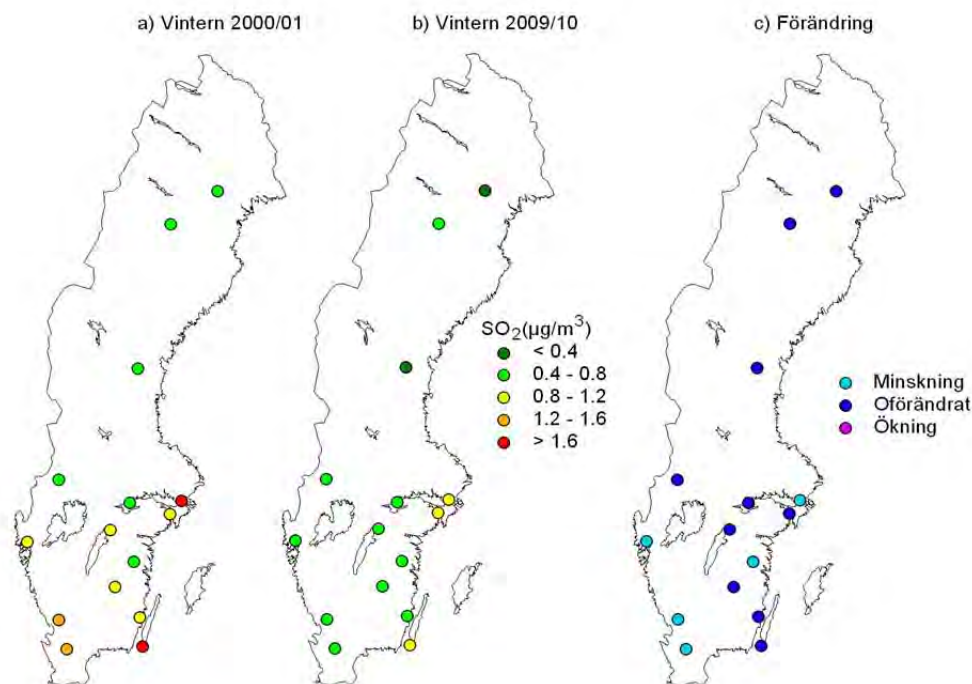 a) Vintern 2000/01
b) Vintern 2009/10
c) Förändring
SO₂(µg/m³)
< 0.4
0.4 - 0.8
0.8 - 1.2
1.2 - 1.6
> 1.6
Minskning
Oförändrat
Ökning